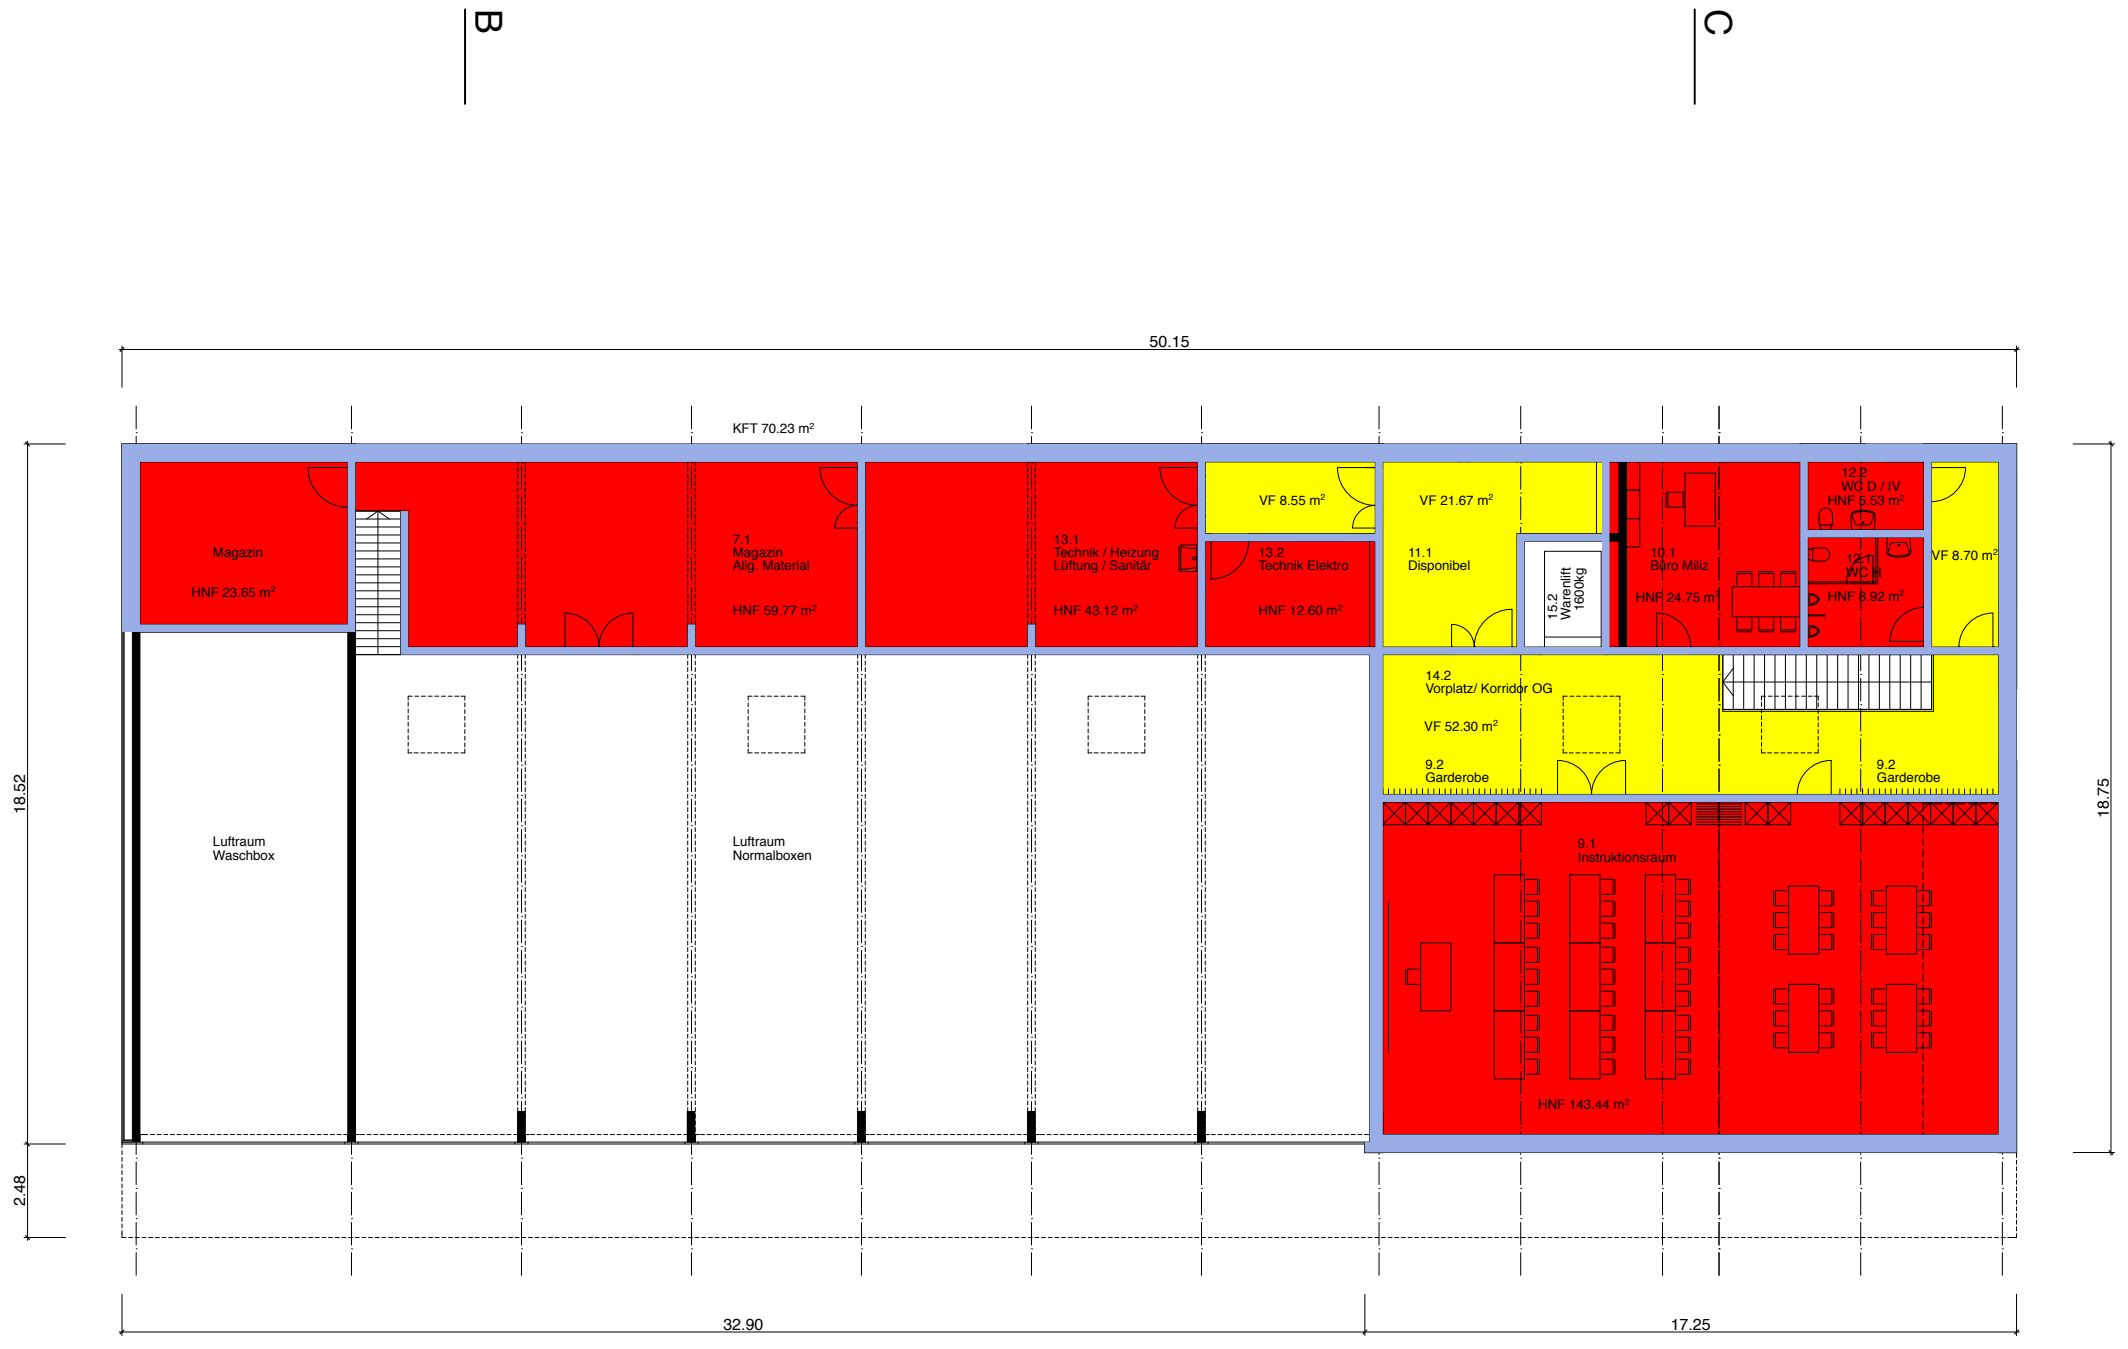 B
C
50.15
KFT 70.23 m²
18.52
2.48
18.75
Magazin
HNF 23.65 m²
7.1
Magazin
Allg. Material
HNF 59.77 m²
13.1
Technik / Heizung
Lüftung / Sanitär
HNF 43.12 m²
VF 8.55 m²
13.2
Technik Elektro
HNF 12.60 m²
VF 21.67 m²
11.1
Disponibel
15.2
Warenlift
1600kg
10.1
Büro Miliz
HNF 24.75 m²
12.2
WC D / IV
HNF 5.53 m²
12.1
WC H
HNF 8.92 m²
VF 8.70 m²
14.2
Vorplatz/ Korridor OG
VF 52.30 m²
9.2
Garderobe
9.2
Garderobe
Luftraum
Waschbox
Luftraum
Normalboxen
9.1
Instruktionsraum
HNF 143.44 m²
32.90
17.25